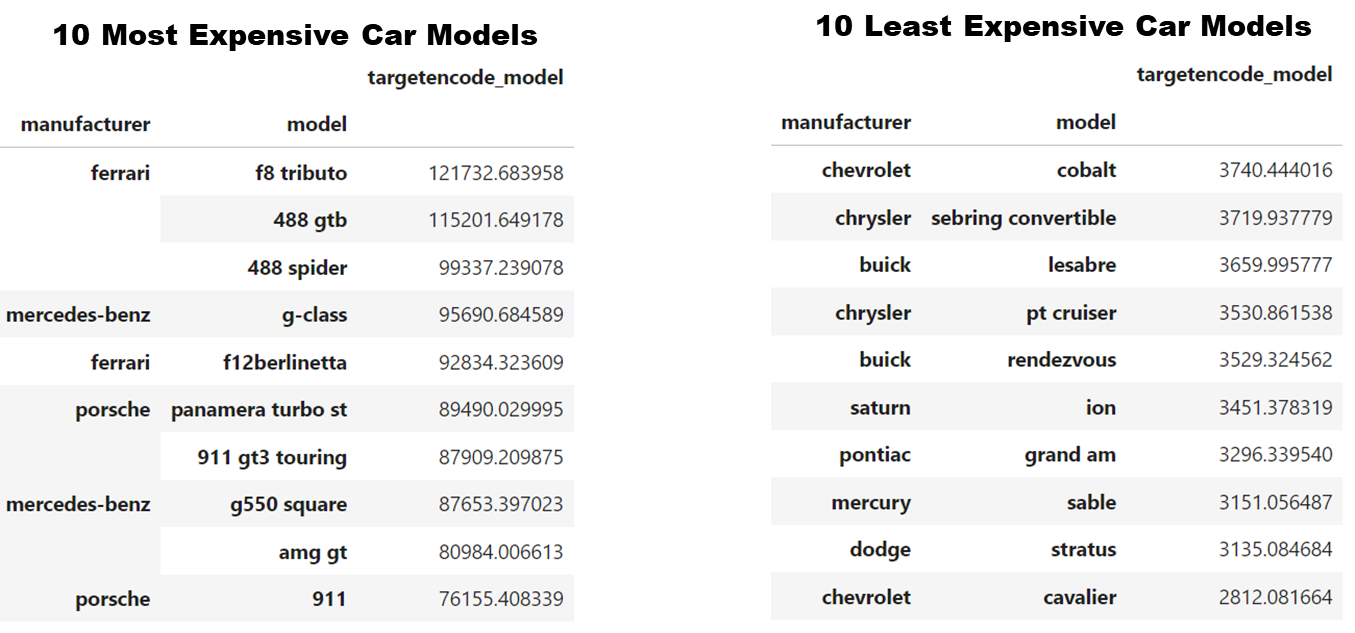 10 Most Expensive Car Models
targetencode_model
manufacturer model
ferrari f8 tributo 121732.683958
488 gtb 115201.649178
488 spider 99337.239078
mercedes-benz g-class 95690.684589
ferrari f12berlinetta 92834.323609
porsche panamera turbo st 89490.029995
911 gt3 touring 87909.209875
mercedes-benz g550 square 87653.397023
amg gt 80984.006613
porsche 911 76155.408339
10 Least Expensive Car Models
targetencode_model
manufacturer model
chevrolet cobalt 3740.444016
chrysler sebring convertible 3719.937779
buick lesabre 3659.995777
chrysler pt cruiser 3530.861538
buick rendezvous 3529.324562
saturn ion 3451.378319
pontiac grand am 3296.339540
mercury sable 3151.056487
dodge stratus 3135.084684
chevrolet cavalier 2812.081664